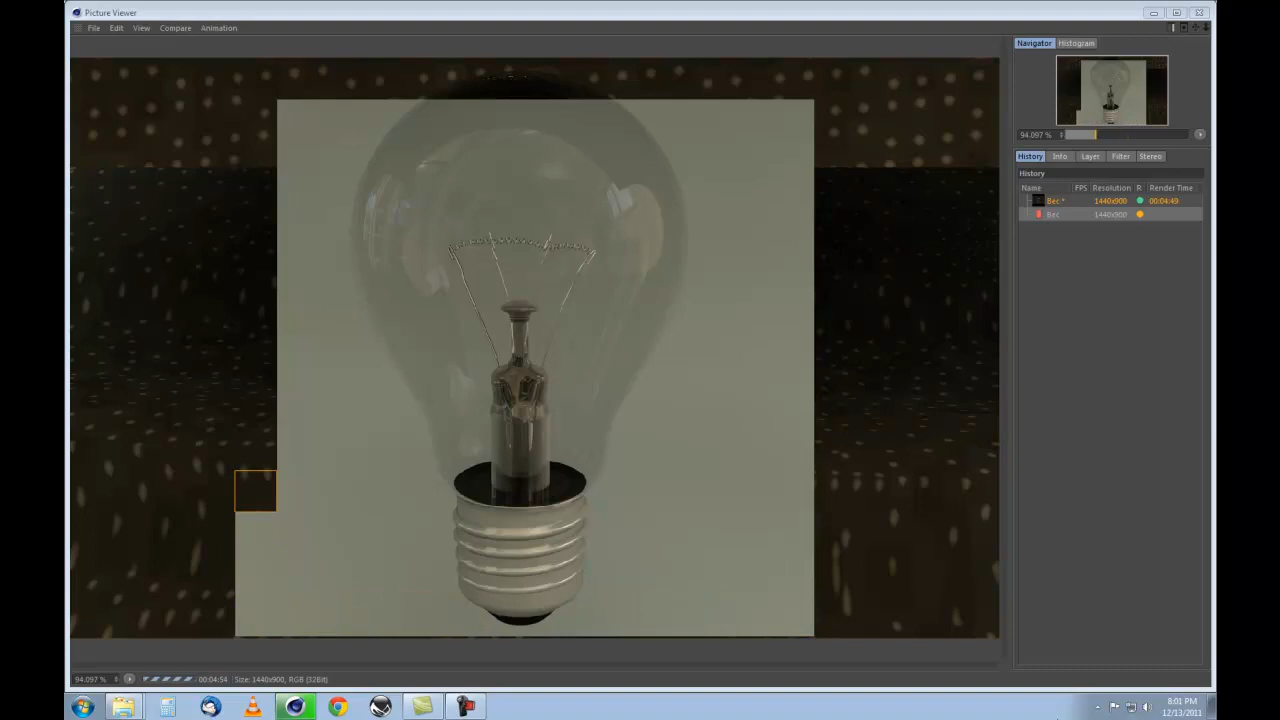 Picture Viewer
File Edit View Compare Animation
Navigator Histogram
94.097 %
History Info Layer Filter Stereo
History
Name FPS Resolution R Render Time
Bec * 1440x900 00:04:49
Bec 1440x900
94.097 % 00:04:54 Size: 1440x900, RGB (32Bit)
8:01 PM
12/13/2011